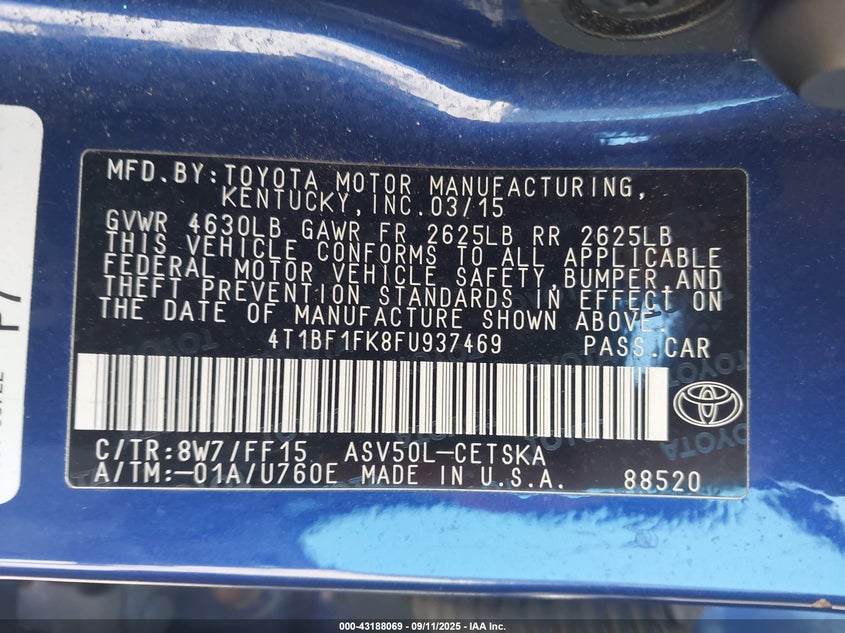 MFD.BY:TOYOTA MOTOR MANUFACTURING,
KENTUCKY,INC.03/15
GVWR 4630LB GAWR FR 2625LB RR 2625LB
THIS VEHICLE CONFORMS TO ALL APPLICABLE
FEDERAL MOTOR VEHICLE SAFETY,BUMPER,AND
THEFT PREVENTION STANDARDS IN EFFECT ON
THE DATE OF MANUFACTURE SHOWN ABOVE.
4T1BF1FK8FU937469 PASS.CAR
C/TR:8W7/FF15 ASV50L-CETSKA
A/TM:-01A/U760E MADE IN U.S.A. 88520
000-43188069 - 09/11/2025 - IAA Inc.